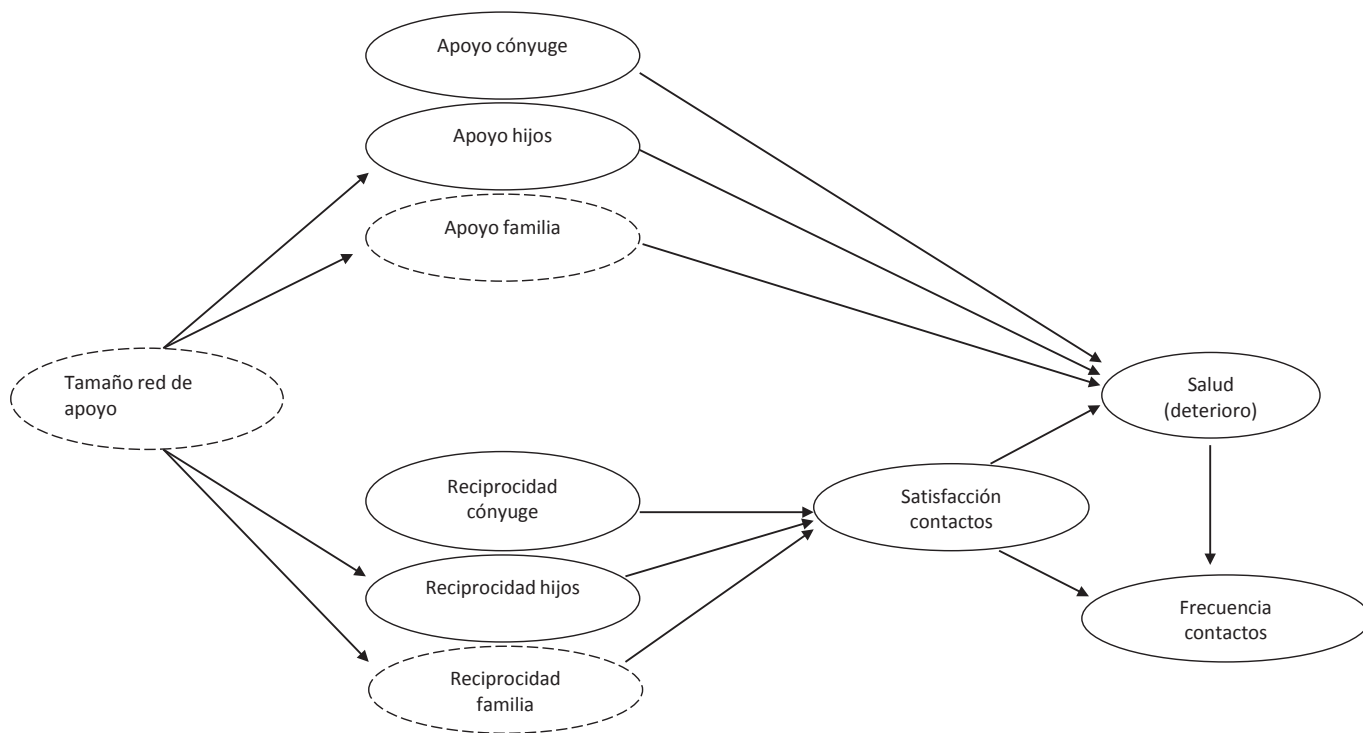 Apoyo cónyuge
Apoyo hijos
Apoyo familia
Tamaño red de
apoyo
Salud
(deterioro)
Reciprocidad
cónyuge
Satisfacción
contactos
Reciprocidad hijos
Frecuencia
contactos
Reciprocidad
familia